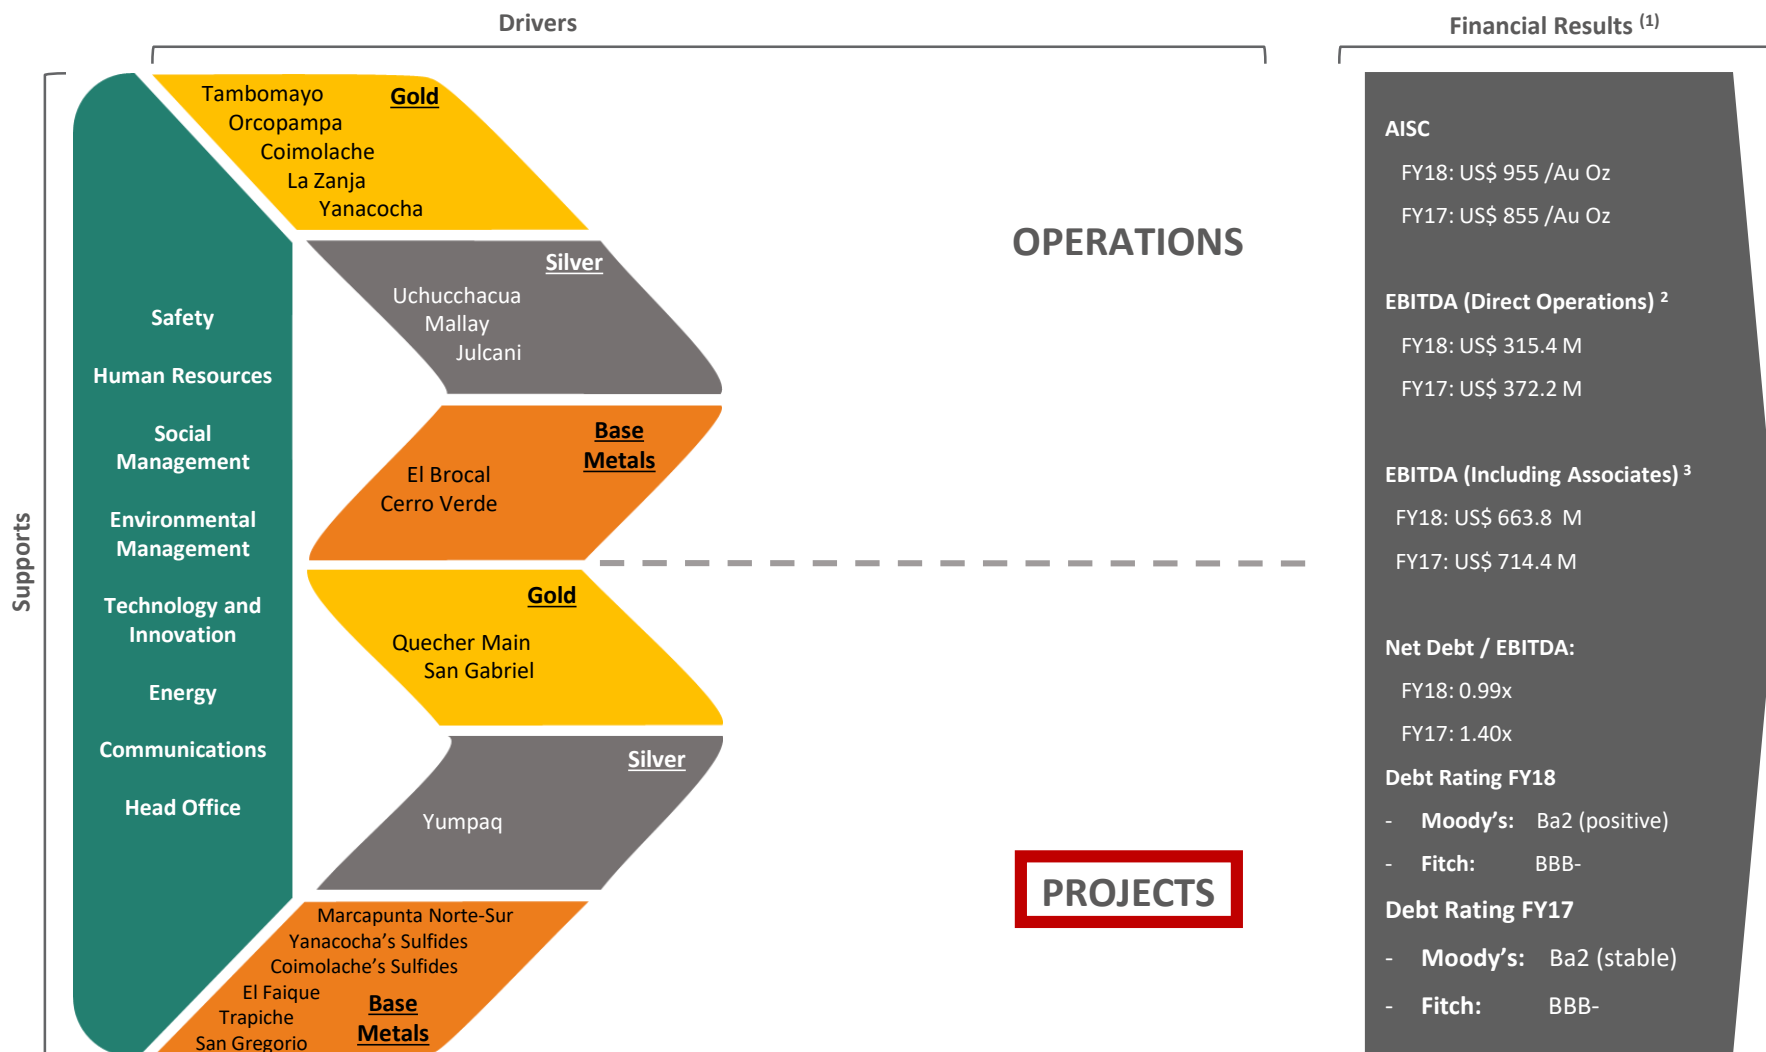 Drivers
Financial Results (1)
Supports
Safety
Human Resources
Social
Management
Environmental
Management
Technology and
Innovation
Energy
Communications
Head Office
Gold
Tambomayo
Orcopampa
Coimolache
La Zanja
Yanacocha
Silver
Uchucchacua
Mallay
Julcani
Base
Metals
El Brocal
Cerro Verde
OPERATIONS
Gold
Quecher Main
San Gabriel
Silver
Yumpaq
Marcapunta Norte-Sur
Yanacocha’s Sulfides
Coimolache’s Sulfides
El Faique
Trapiche
San Gregorio
Base
Metals
PROJECTS
AISC
FY18: US$ 955 /Au Oz
FY17: US$ 855 /Au Oz
EBITDA (Direct Operations) 2
FY18: US$ 315.4 M
FY17: US$ 372.2 M
EBITDA (Including Associates) 3
FY18: US$ 663.8 M
FY17: US$ 714.4 M
Net Debt / EBITDA:
FY18: 0.99x
FY17: 1.40x
Debt Rating FY18
- Moody’s: Ba2 (positive)
- Fitch: BBB-
Debt Rating FY17
- Moody’s: Ba2 (stable)
- Fitch: BBB-